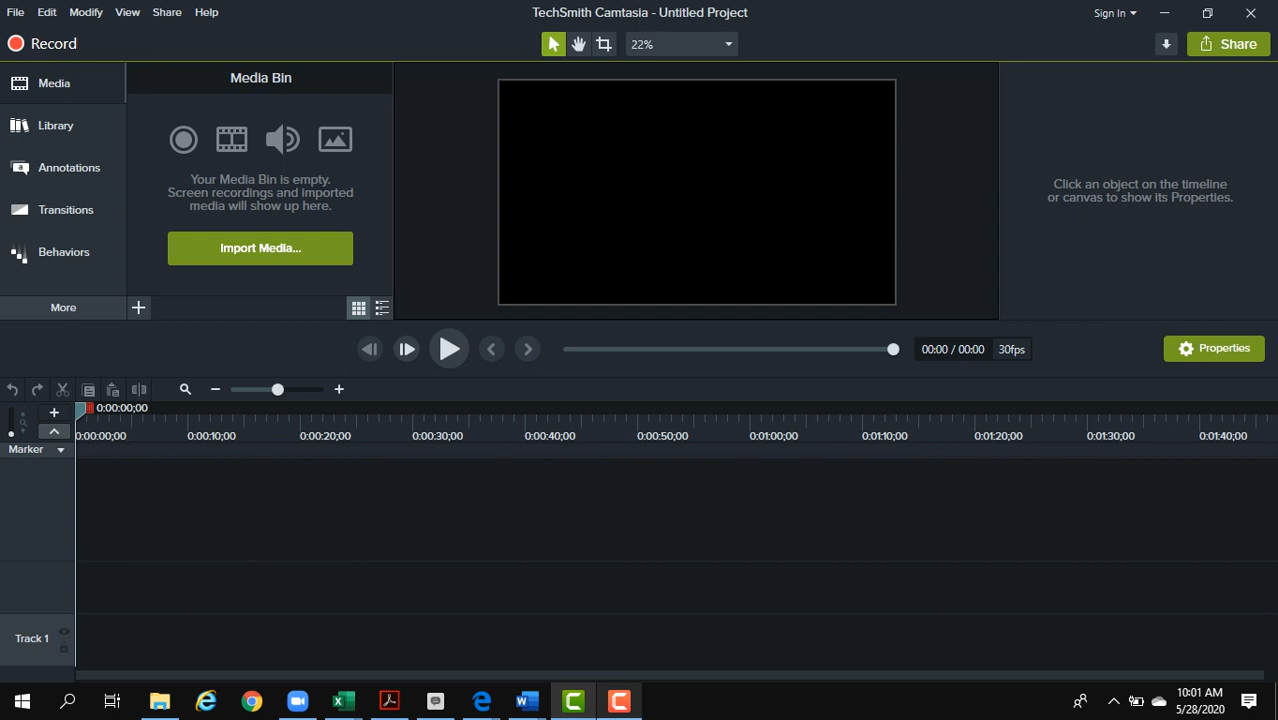 File Edit Modify View Share Help
TechSmith Camtasia - Untitled Project
Sign In
Record
22%
Share
Media
Library
Annotations
Transitions
Behaviors
More
Media Bin
Your Media Bin is empty.
Screen recordings and imported
media will show up here.
Import Media...
Click an object on the timeline
or canvas to show its Properties.
00:00 / 00:00 30fps
Properties
0:00:00;00
0:00:00;00 0:00:10;00 0:00:20;00 0:00:30;00 0:00:40;00 0:00:50;00 0:01:00;00 0:01:10;00 0:01:20;00 0:01:30;00 0:01:40;00
Marker
Track 1
10:01 AM
5/28/2020